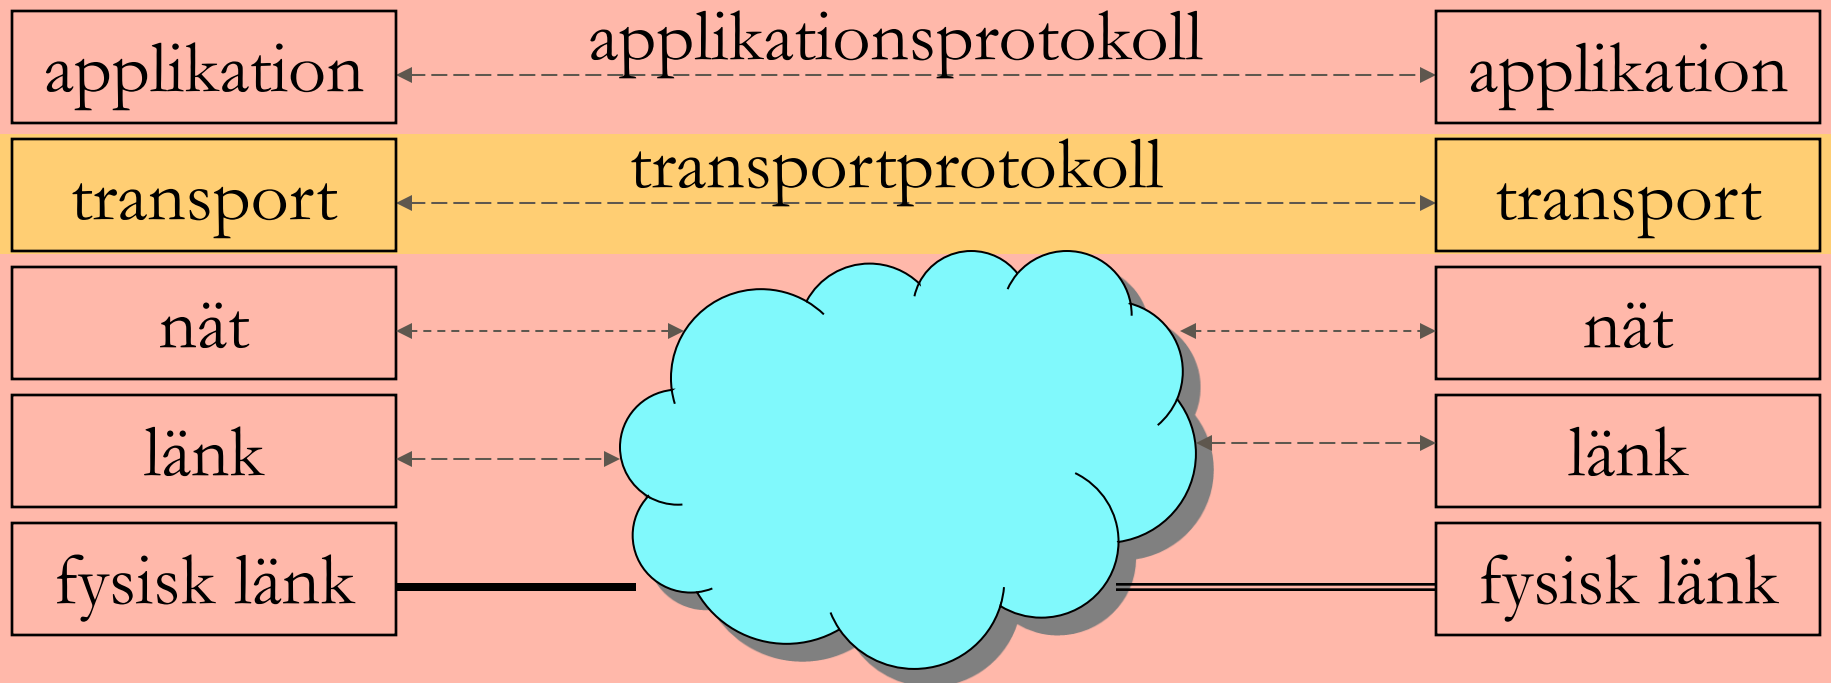 applikation
applikationsprotokoll
applikation
transport
transportprotokoll
transport
nät
nät
länk
länk
fysisk länk
fysisk länk